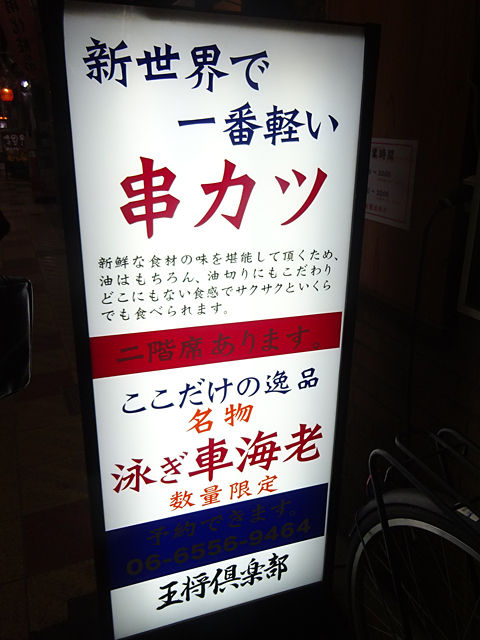 新世界で
一番軽い
串カツ
新鮮な食材の味を堪能して頂くため、
油はもちろん、油切りにもこだわり
どこにもない食感でサクサクといくら
でも食べられます。
二階席あります。
ここだけの逸品
名物
泳ぎ車海老
数量限定
予約できます。
06-6556-9464
王将倶楽部